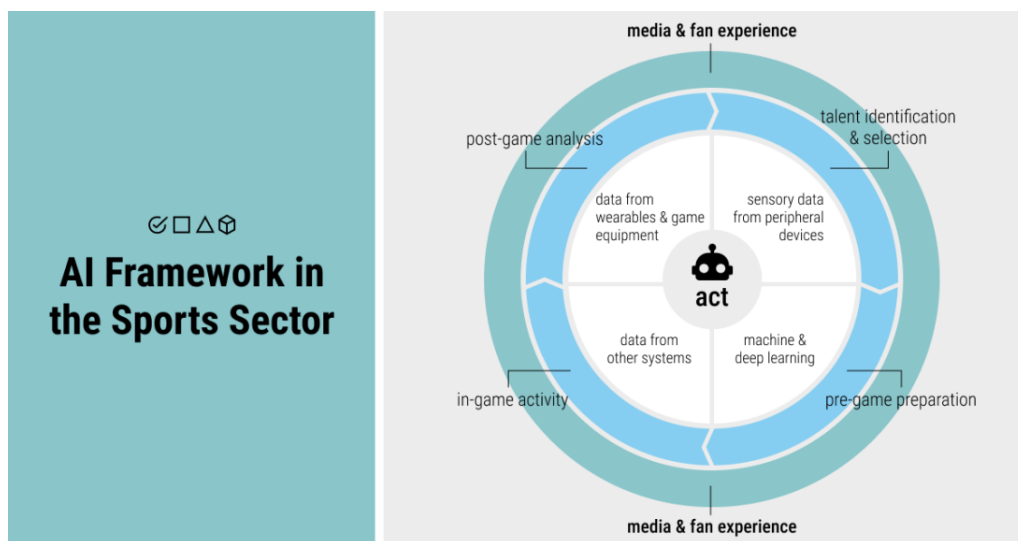 AI Framework in
the Sports Sector
media & fan experience
talent identification
& selection
post-game analysis
data from
wearables & game
equipment
sensory data
from peripheral
devices
act
data from
other systems
machine &
deep learning
in-game activity
pre-game preparation
media & fan experience